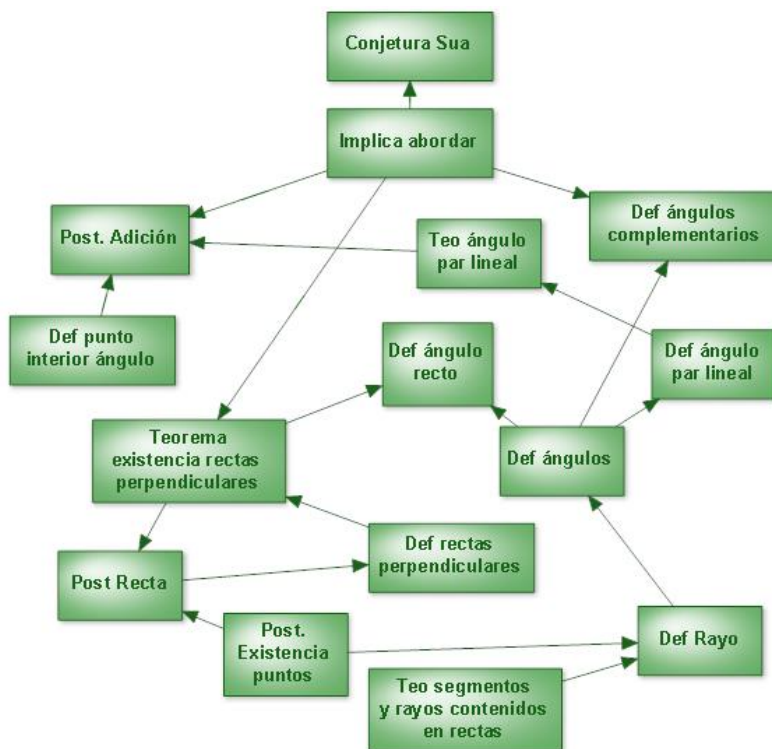 Conjetura Sua
Implica abordar
Post. Adición
Def ángulos
complementarios
Teo ángulo
par lineal
Def punto
interior ángulo
Def ángulo
recto
Def ángulo
par lineal
Teorema
existencia rectas
perpendiculares
Def ángulos
Def rectas
perpendiculares
Post Recta
Post.
Existencia
puntos
Def Rayo
Teo segmentos
y rayos contenidos
en rectas